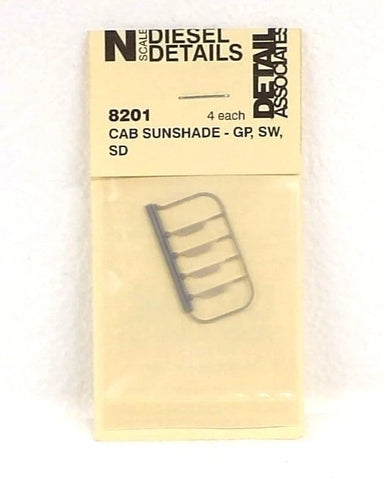 N SCALE DIESEL DETAILS
DETAIL ASSOCIATES
8201 4 each
CAB SUNSHADE - GP, SW,
SD